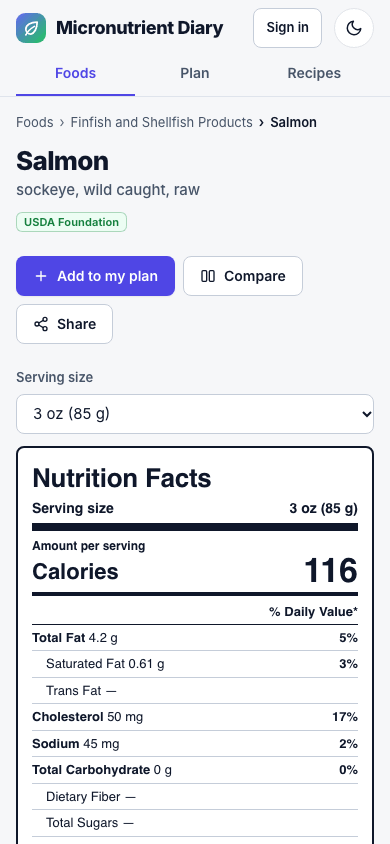 Micronutrient Diary
Sign in
Foods Plan Recipes
Foods › Finfish and Shellfish Products › Salmon
Salmon
sockeye, wild caught, raw
USDA Foundation
+ Add to my plan
Compare
Share
Serving size
3 oz (85 g)
Nutrition Facts
Serving size 3 oz (85 g)
Amount per serving
Calories 116
% Daily Value*
Total Fat 4.2 g 5%
Saturated Fat 0.61 g 3%
Trans Fat —
Cholesterol 50 mg 17%
Sodium 45 mg 2%
Total Carbohydrate 0 g 0%
Dietary Fiber —
Total Sugars —